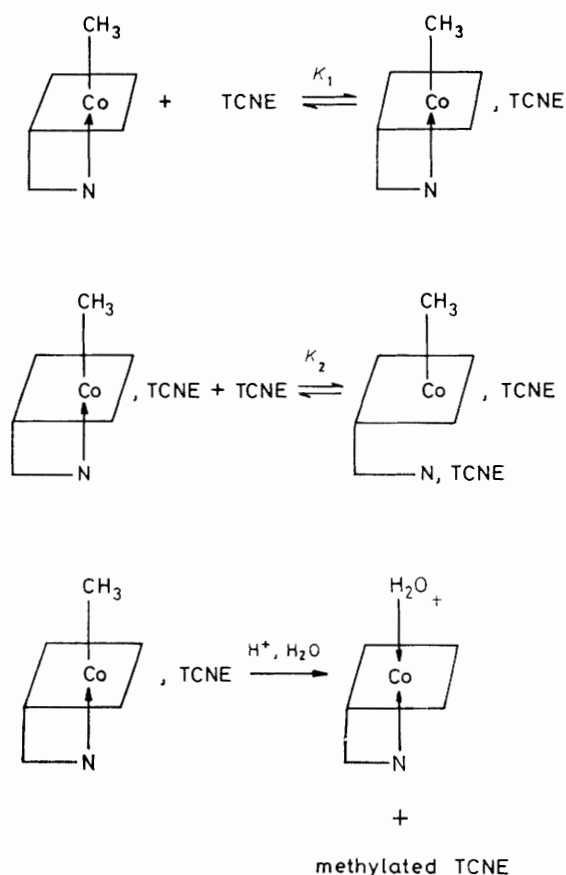 CH3 CH3
K1
Co + TCNE ⇌ Co , TCNE
N N
CH3 CH3
K2
Co , TCNE + TCNE ⇌ Co , TCNE
N N, TCNE
CH3 H2O +
H+, H2O
Co , TCNE → Co
N N
+
methylated TCNE